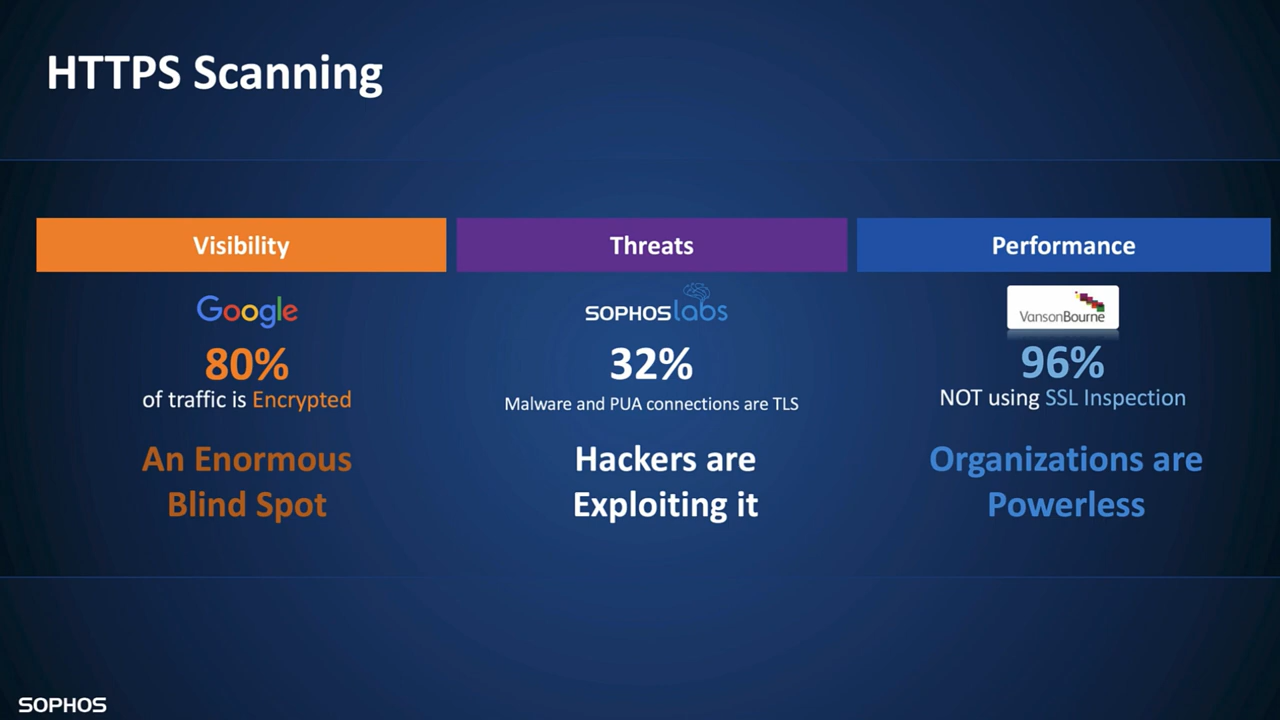 HTTPS Scanning
Visibility
Google
80%
of traffic is Encrypted
An Enormous
Blind Spot
Threats
SOPHOSlabs
32%
Malware and PUA connections are TLS
Hackers are
Exploiting it
Performance
VansonBourne
96%
NOT using SSL Inspection
Organizations are
Powerless
SOPHOS